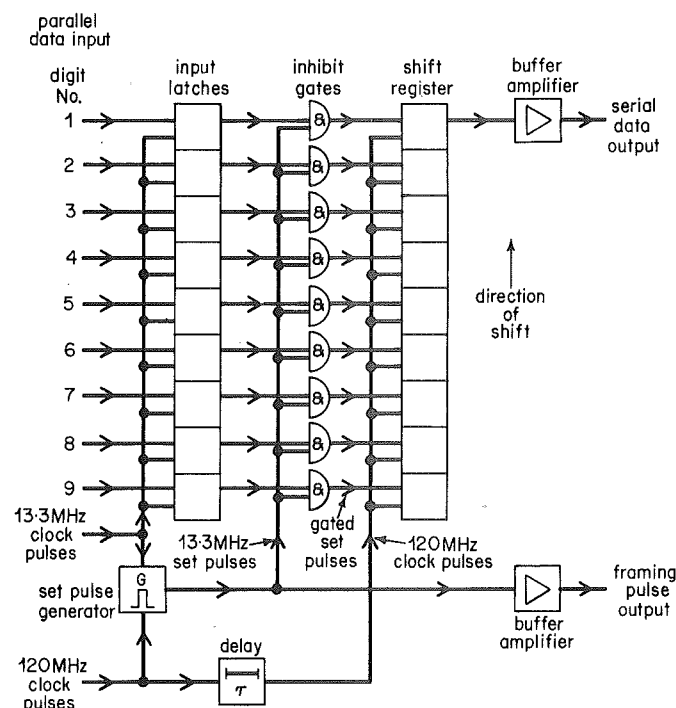 parallel
data input
digit
No.
input
latches
inhibit
gates
shift
register
buffer
amplifier
1
&
serial
data
output
2
&
3
&
4
&
direction
of
shift
5
&
6
&
7
&
8
&
9
&
13·3MHz
clock
pulses
13·3MHz
set pulses
gated
set
pulses
120MHz
clock pulses
set pulse
generator
G
framing
pulse
output
buffer
amplifier
delay
τ
120MHz
clock
pulses